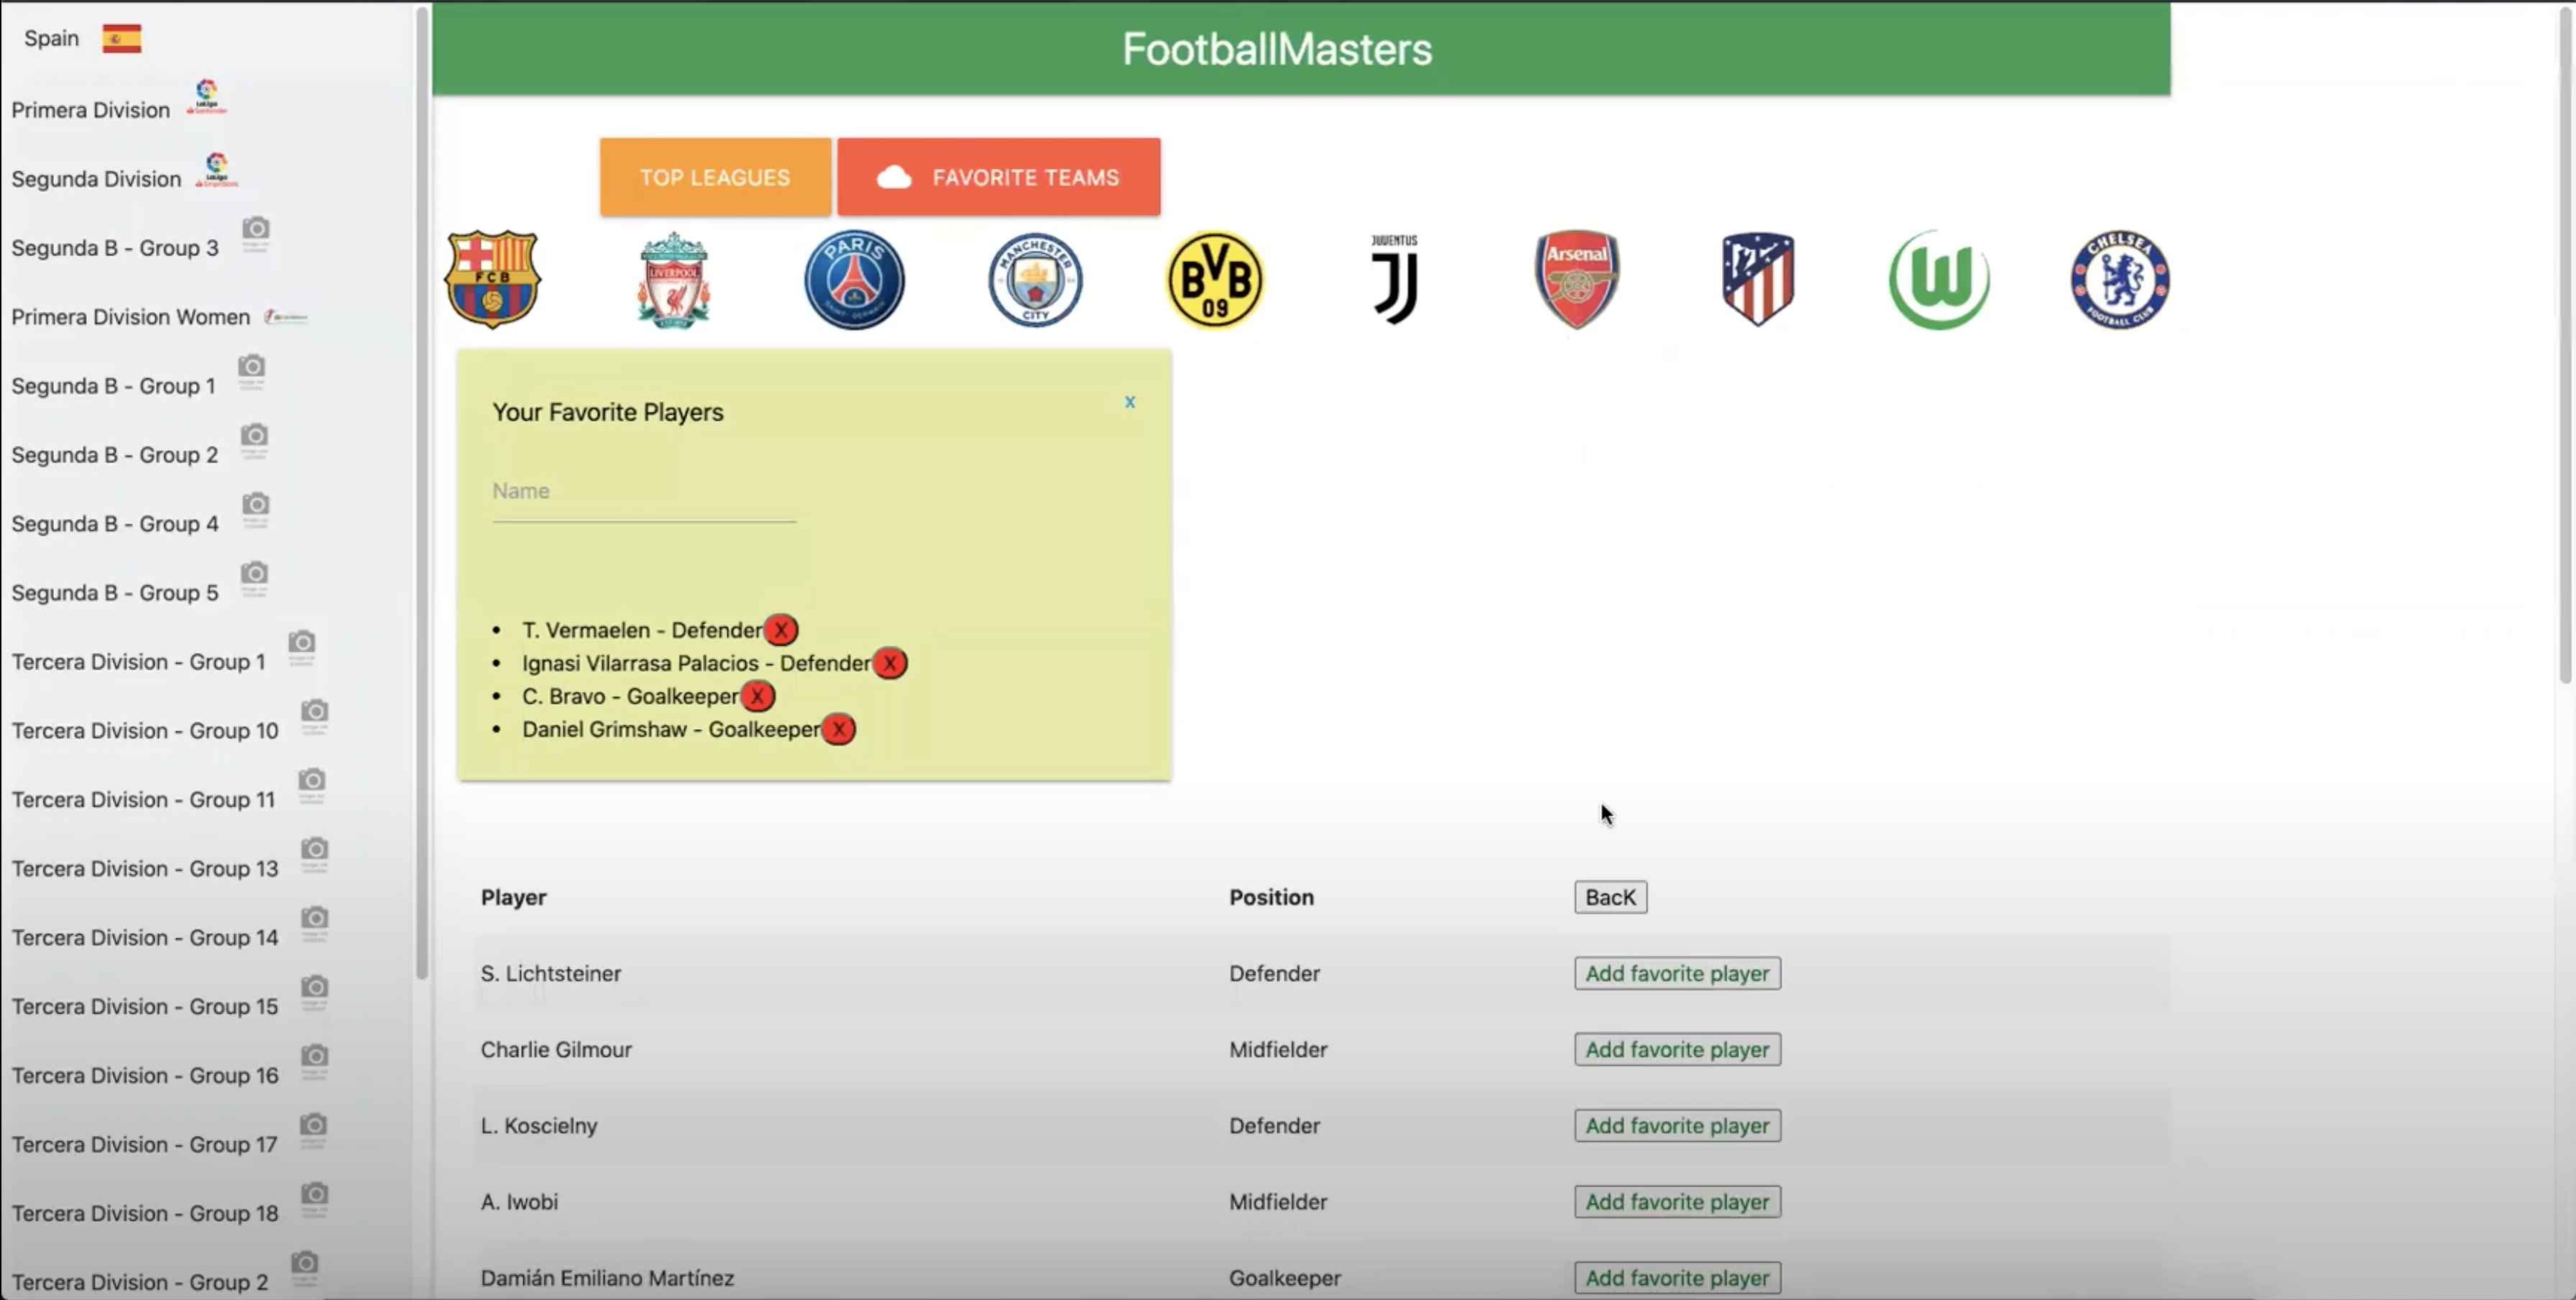 Spain
Primera Division
Segunda Division
Segunda B - Group 3
Primera Division Women
Segunda B - Group 1
Segunda B - Group 2
Segunda B - Group 4
Segunda B - Group 5
Tercera Division - Group 1
Tercera Division - Group 10
Tercera Division - Group 11
Tercera Division - Group 13
Tercera Division - Group 14
Tercera Division - Group 15
Tercera Division - Group 16
Tercera Division - Group 17
Tercera Division - Group 18
Tercera Division - Group 2
FootballMasters
TOP LEAGUES FAVORITE TEAMS
FCB
LIVERPOOL
PARIS
SAINT-GERMAIN
MANCHESTER
CITY
BVB
09
JUVENTUS
Arsenal
W
CHELSEA
FOOTBALL CLUB
Your Favorite Players x
Name
T. Vermaelen - Defender X
Ignasi Vilarrasa Palacios - Defender X
C. Bravo - Goalkeeper X
Daniel Grimshaw - Goalkeeper X
Player Position BacK
S. Lichtsteiner Defender Add favorite player
Charlie Gilmour Midfielder Add favorite player
L. Koscielny Defender Add favorite player
A. Iwobi Midfielder Add favorite player
Damián Emiliano Martínez Goalkeeper Add favorite player